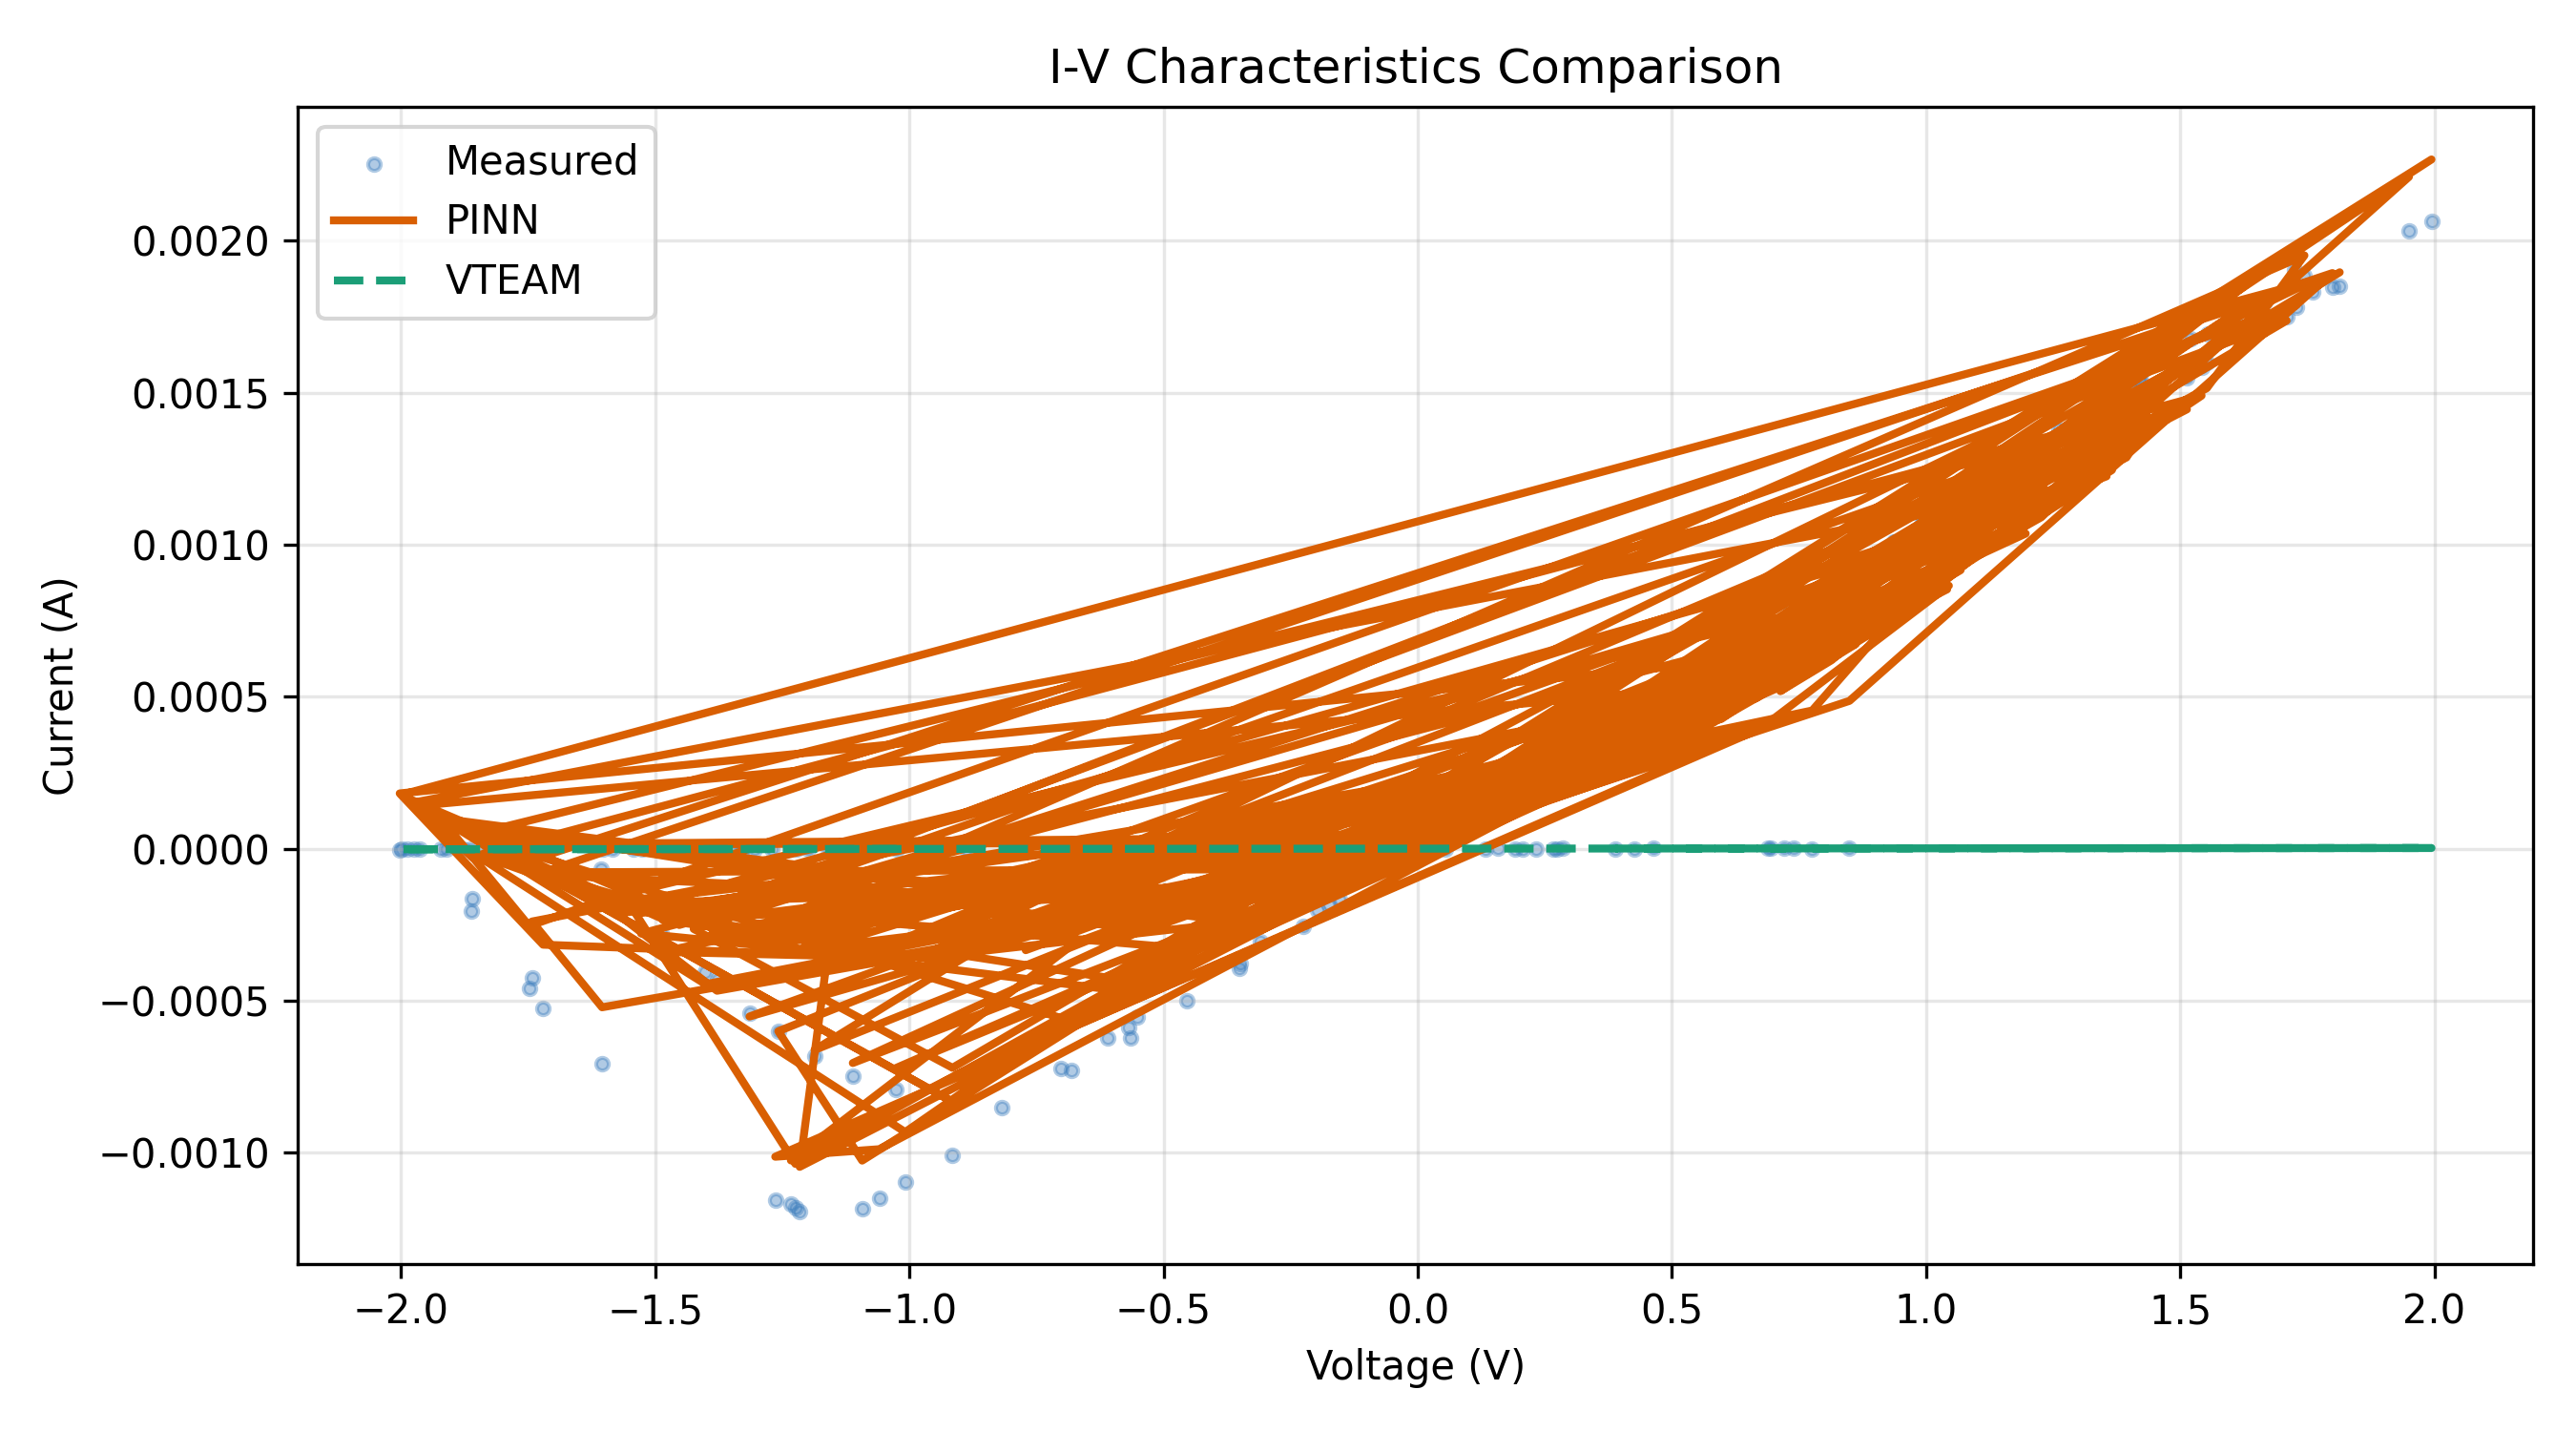 I-V Characteristics Comparison
Measured
PINN
VTEAM
0.0020
0.0015
0.0010
0.0005
0.0000
−0.0005
−0.0010
Current (A)
−2.0 −1.5 −1.0 −0.5 0.0 0.5 1.0 1.5 2.0
Voltage (V)